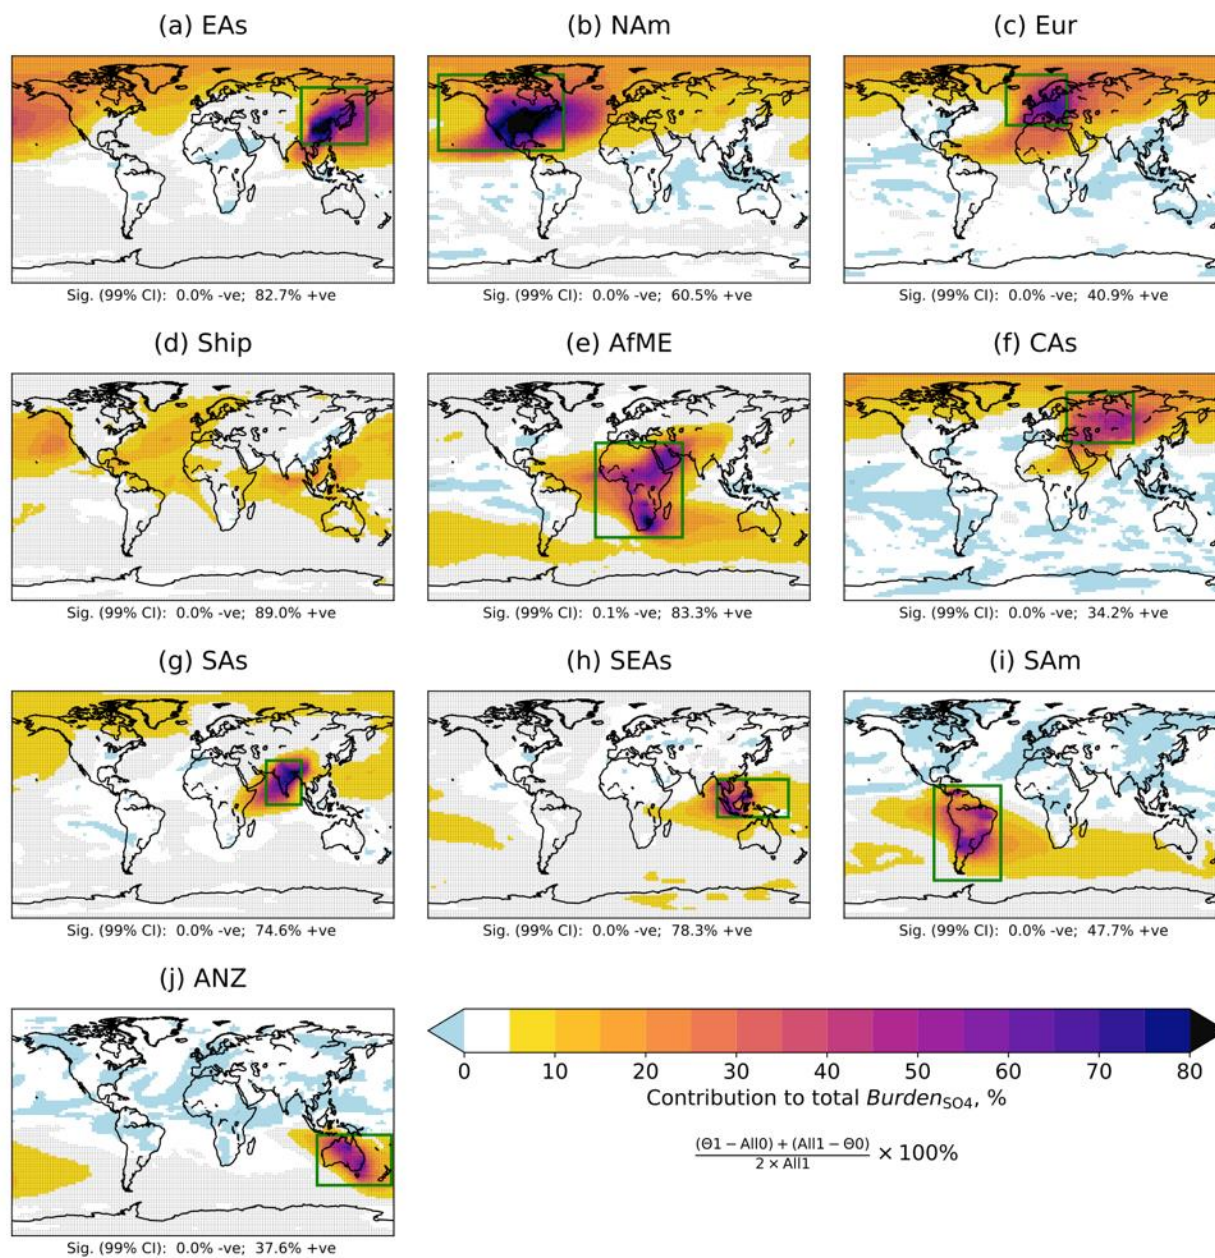 (a) EAs
(b) NAm
(c) Eur
Sig. (99% CI): 0.0% -ve; 82.7% +ve
Sig. (99% CI): 0.0% -ve; 60.5% +ve
Sig. (99% CI): 0.0% -ve; 40.9% +ve
(d) Ship
(e) AfME
(f) CAs
Sig. (99% CI): 0.0% -ve; 89.0% +ve
Sig. (99% CI): 0.1% -ve; 83.3% +ve
Sig. (99% CI): 0.0% -ve; 34.2% +ve
(g) SAs
(h) SEAs
(i) SAm
Sig. (99% CI): 0.0% -ve; 74.6% +ve
Sig. (99% CI): 0.0% -ve; 78.3% +ve
Sig. (99% CI): 0.0% -ve; 47.7% +ve
(j) ANZ
Sig. (99% CI): 0.0% -ve; 37.6% +ve
0 10 20 30 40 50 60 70 80
Contribution to total Burden_SO4, %
(Θ1 − All0) + (All1 − Θ0)
2 × All1
× 100%